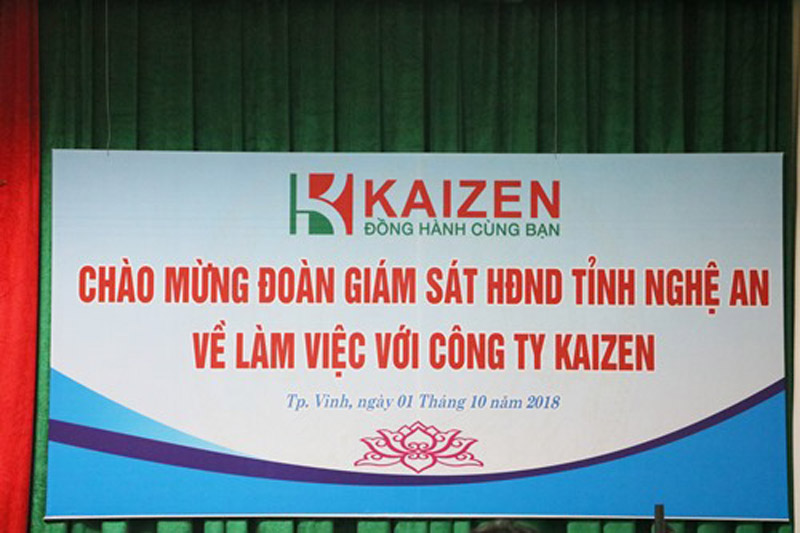 KAIZEN
ĐỒNG HÀNH CÙNG BẠN
CHÀO MỪNG ĐOÀN GIÁM SÁT HĐND TỈNH NGHỆ AN
VỀ LÀM VIỆC VỚI CÔNG TY KAIZEN
Tp. Vinh, ngày 01 Tháng 10 năm 2018